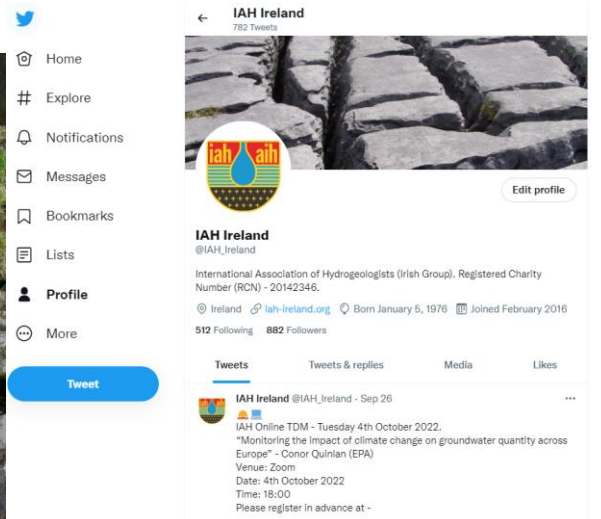 Home
Explore
Notifications
Messages
Bookmarks
Lists
Profile
More
Tweet
IAH Ireland
782 Tweets
iah aih
Edit profile
IAH Ireland
@IAH_Ireland
International Association of Hydrogeologists (Irish Group). Registered Charity
Number (RCN) - 20142346.
Ireland iah-ireland.org Born January 5, 1976 Joined February 2016
512 Following 882 Followers
Tweets Tweets & replies Media Likes
IAH Ireland @IAH_Ireland · Sep 26
IAH Online TDM - Tuesday 4th October 2022.
"Monitoring the impact of climate change on groundwater quantity across
Europe" - Conor Quinlan (EPA)
Venue: Zoom
Date: 4th October 2022
Time: 18:00
Please register in advance at -